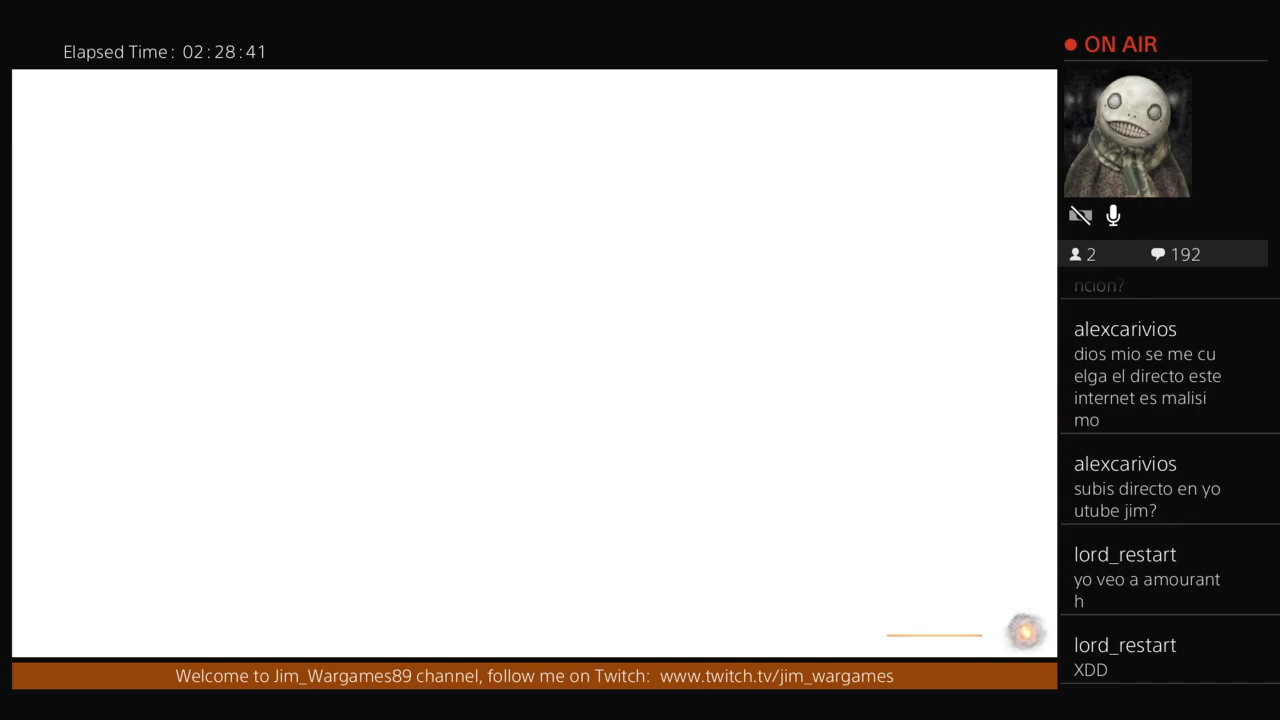 Elapsed Time: 02:28:41
ON AIR
2 192
ncion?
alexcarivios
dios mio se me cu
elga el directo este
internet es malisi
mo
alexcarivios
subis directo en yo
utube jim?
lord_restart
yo veo a amourant
h
lord_restart
XDD
Welcome to Jim_Wargames89 channel, follow me on Twitch: www.twitch.tv/jim_wargames